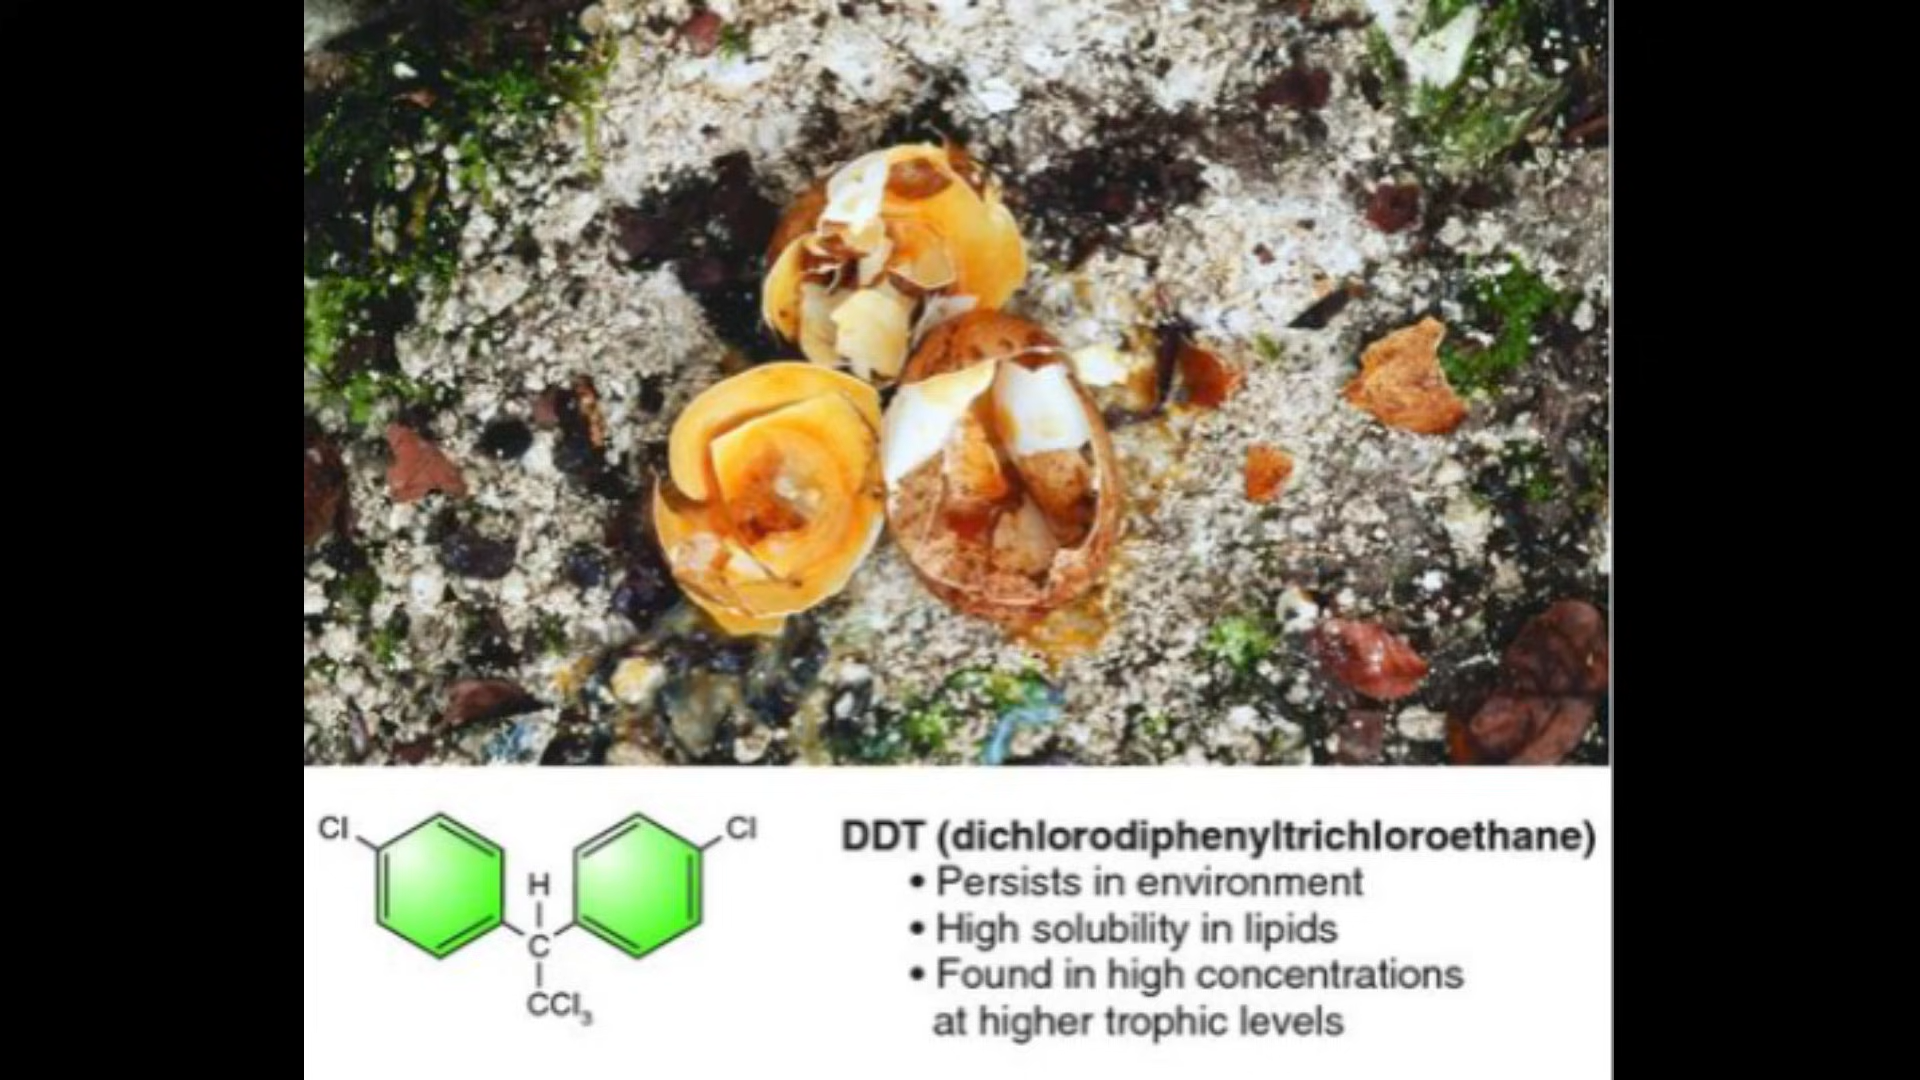 Cl
Cl
H
C
CCl3
DDT (dichlorodiphenyltrichloroethane)
• Persists in environment
• High solubility in lipids
• Found in high concentrations
at higher trophic levels